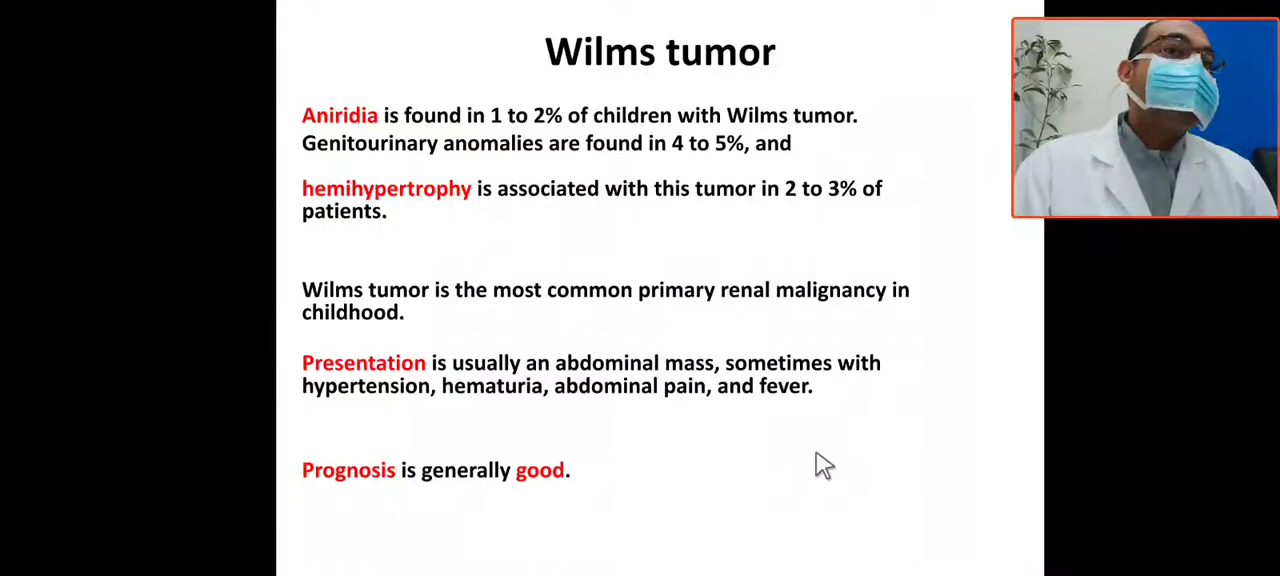 Wilms tumor
Aniridia is found in 1 to 2% of children with Wilms tumor.
Genitourinary anomalies are found in 4 to 5%, and
hemihypertrophy is associated with this tumor in 2 to 3% of
patients.
Wilms tumor is the most common primary renal malignancy in
childhood.
Presentation is usually an abdominal mass, sometimes with
hypertension, hematuria, abdominal pain, and fever.
Prognosis is generally good.